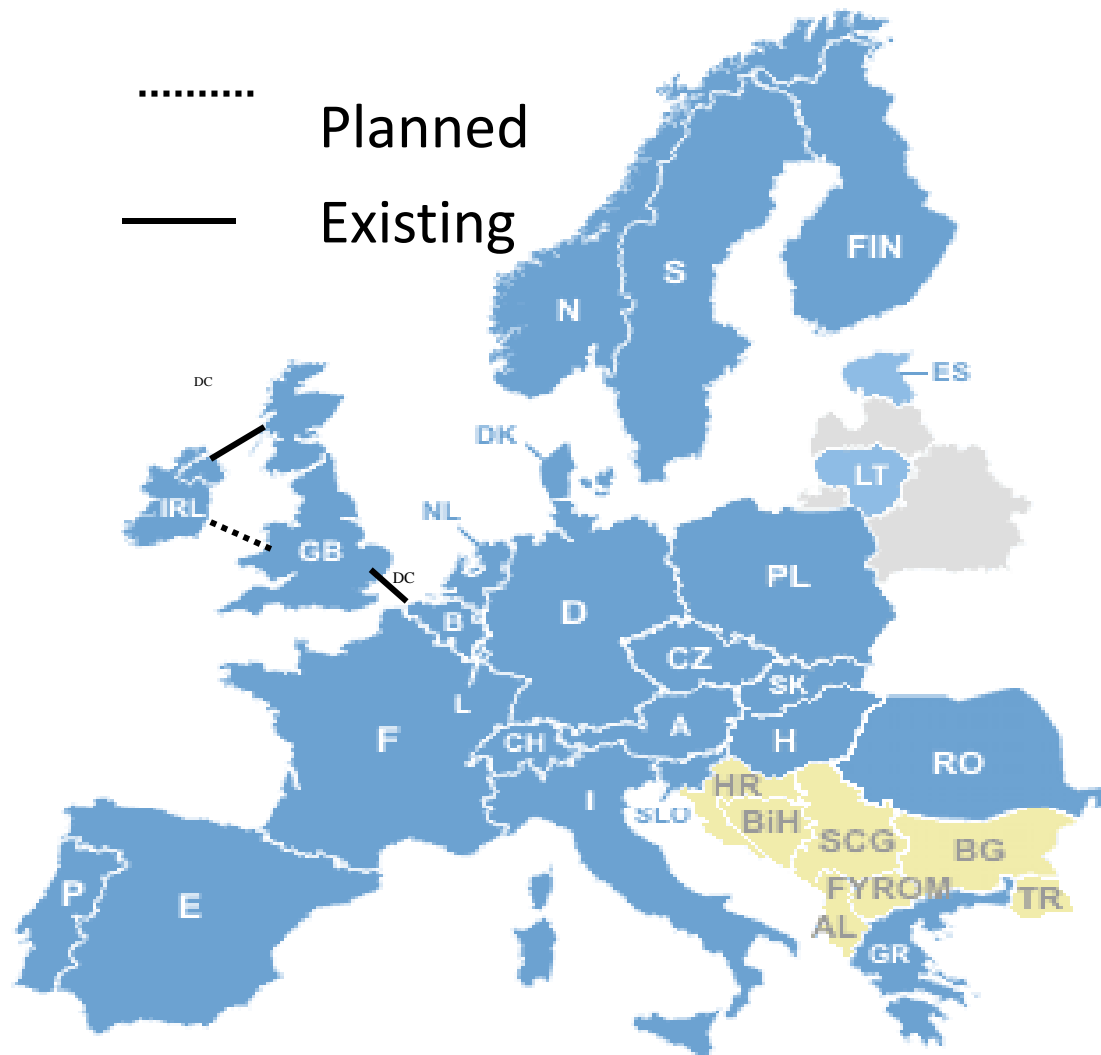 Planned
Existing
FIN
S
N
ES
DC
DK
LT
IRL
NL
GB
DC
PL
B
D
CZ
SK
L
A
F
CH
H
RO
HR
I
SLO
BiH
SCG
BG
FYROM
P
E
TR
AL
GR